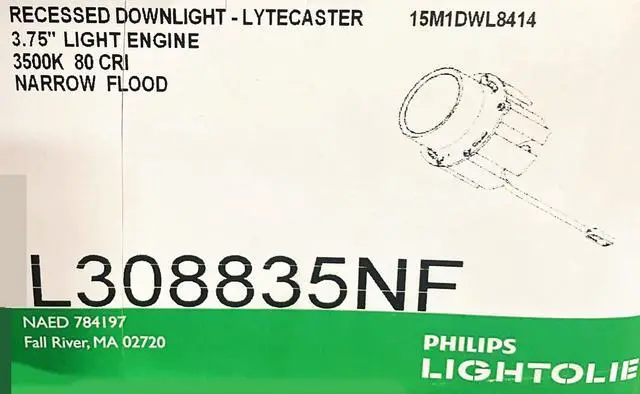 RECESSED DOWNLIGHT - LYTECASTER 15M1DWL8414
3.75" LIGHT ENGINE
3500K 80 CRI
NARROW FLOOD
L308835NF
NAED 784197
Fall River, MA 02720
PHILIPS
LIGHTOLIE